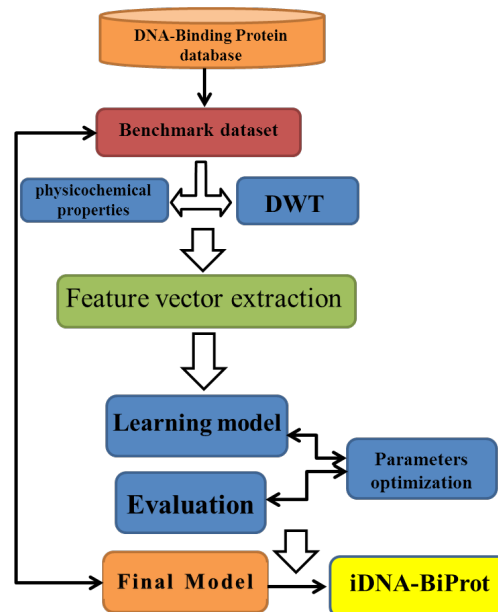 DNA-Binding Protein
database
Benchmark dataset
physicochemical
properties
DWT
Feature vector extraction
Learning model
Parameters
optimization
Evaluation
Final Model
iDNA-BiProt